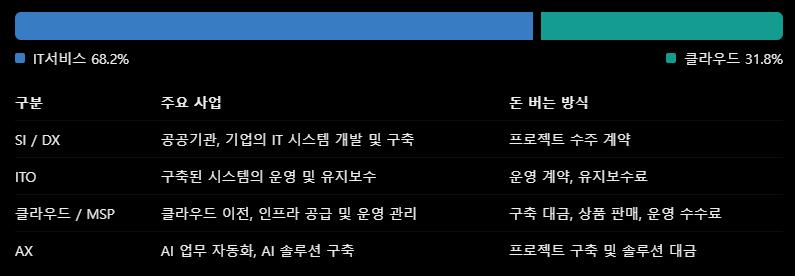 IT서비스 68.2% 클라우드 31.8%
구분 주요 사업 돈 버는 방식
SI / DX 공공기관, 기업의 IT 시스템 개발 및 구축 프로젝트 수주 계약
ITO 구축된 시스템의 운영 및 유지보수 운영 계약, 유지보수료
클라우드 / MSP 클라우드 이전, 인프라 공급 및 운영 관리 구축 대금, 상품 판매, 운영 수수료
AX AI 업무 자동화, AI 솔루션 구축 프로젝트 구축 및 솔루션 대금